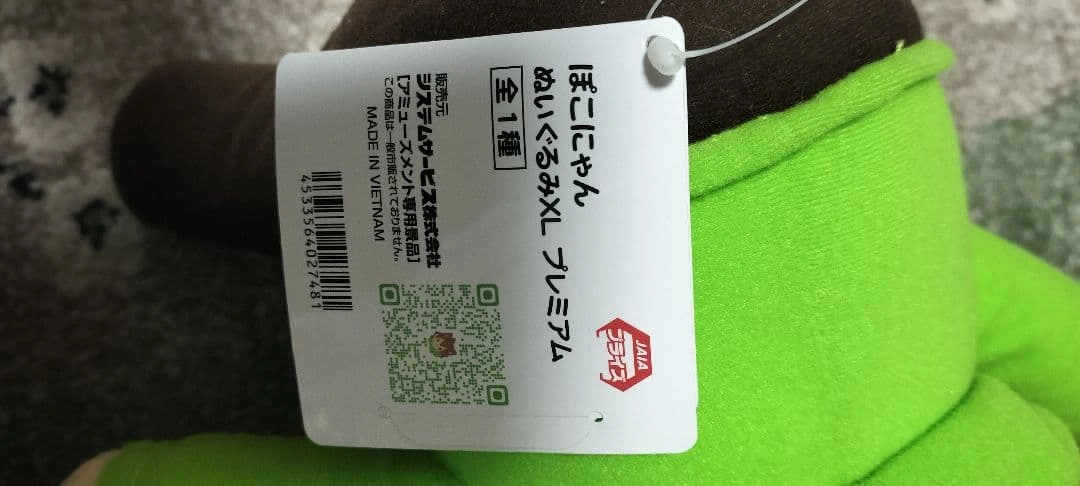 ぽこにゃん
ぬいぐるみXL プレミアム
全1種
JAIA
プライズ
販売元
システムサービス株式会社
[アミューズメント専用景品]
この商品は一般市販されておりません。
MADE IN VIETNAM
4533564027481